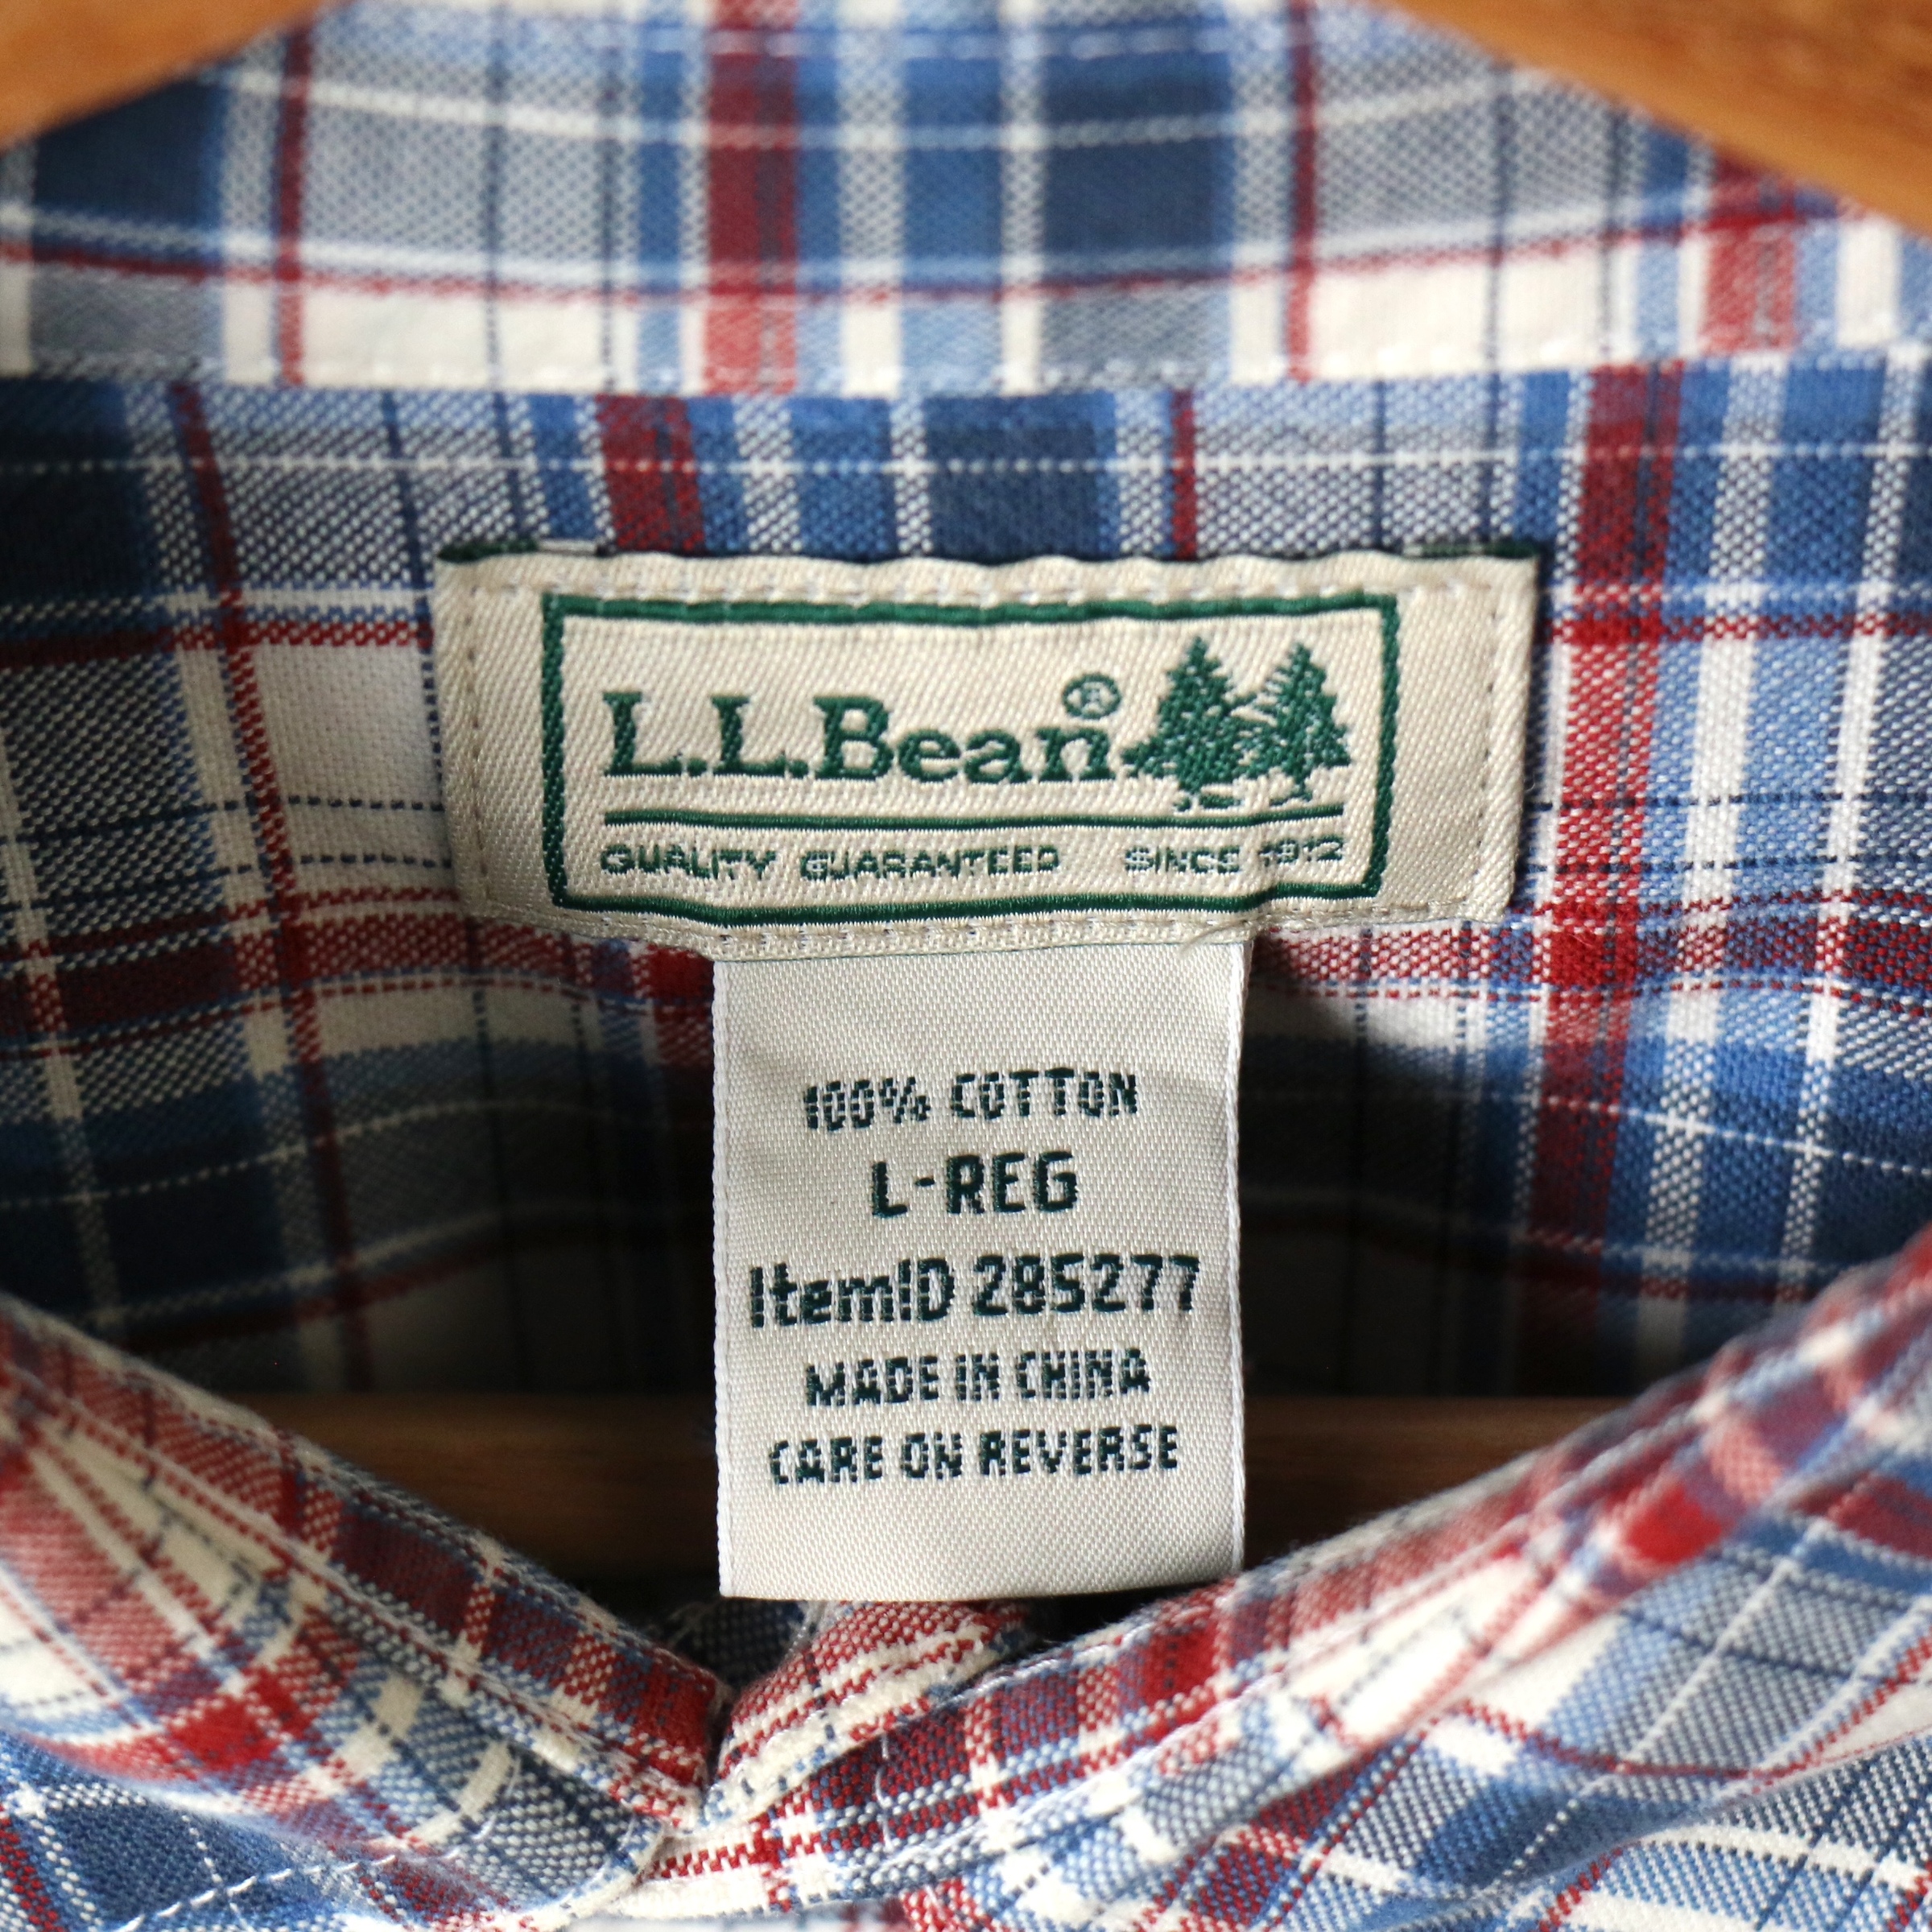 L.L.Bean®
QUALITY GUARANTEED SINCE 1912
100% COTTON
L-REG
ItemID 285277
MADE IN CHINA
CARE ON REVERSE